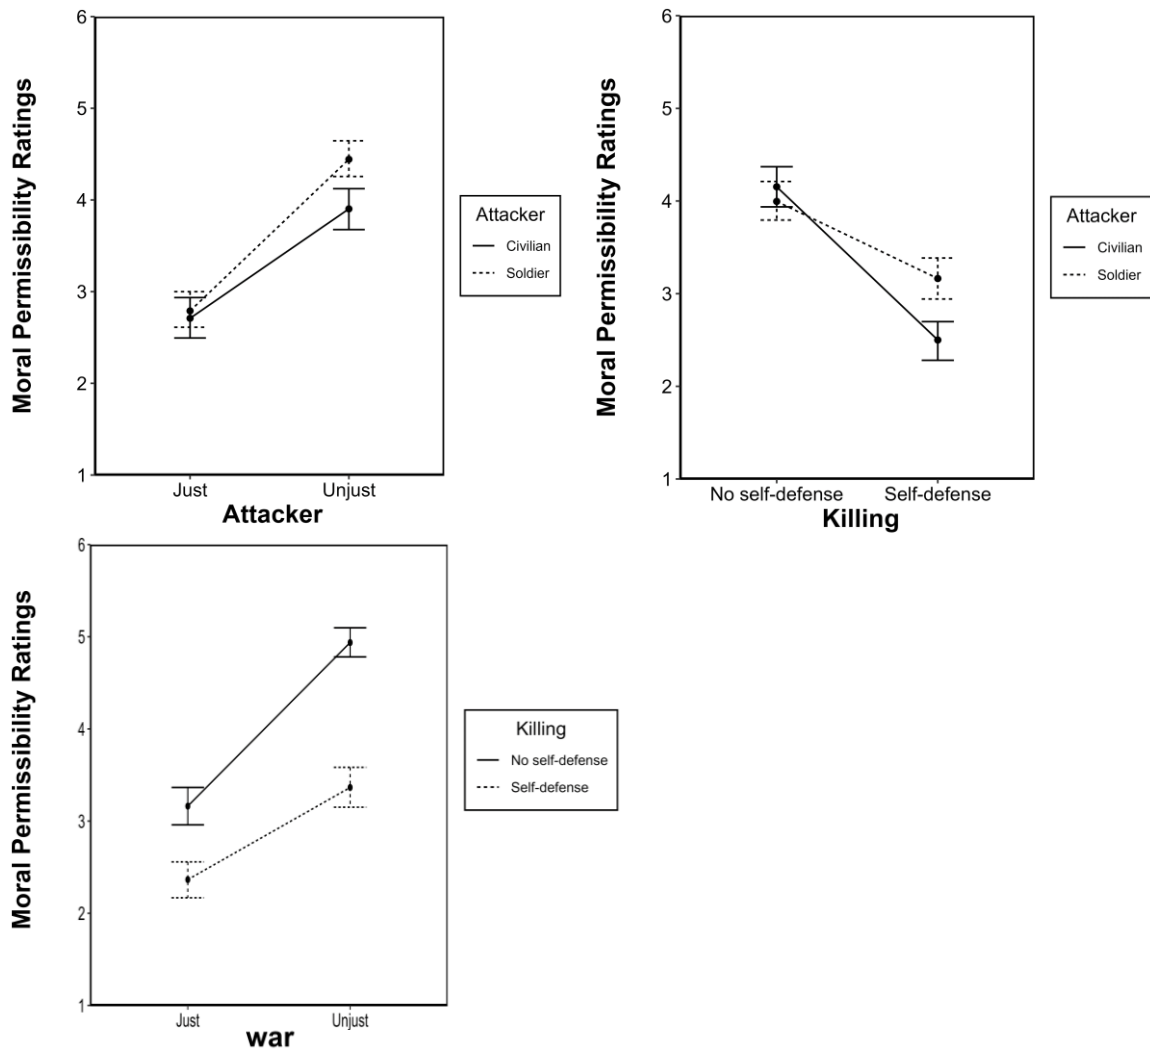 Moral Permissibility Ratings
6
5
4
3
2
1
Just
Unjust
Attacker
Attacker
Civilian
Soldier
Moral Permissibility Ratings
6
5
4
3
2
1
No self-defense
Self-defense
Killing
Attacker
Civilian
Soldier
Moral Permissibility Ratings
6
5
4
3
2
1
Just
Unjust
war
Killing
No self-defense
Self-defense